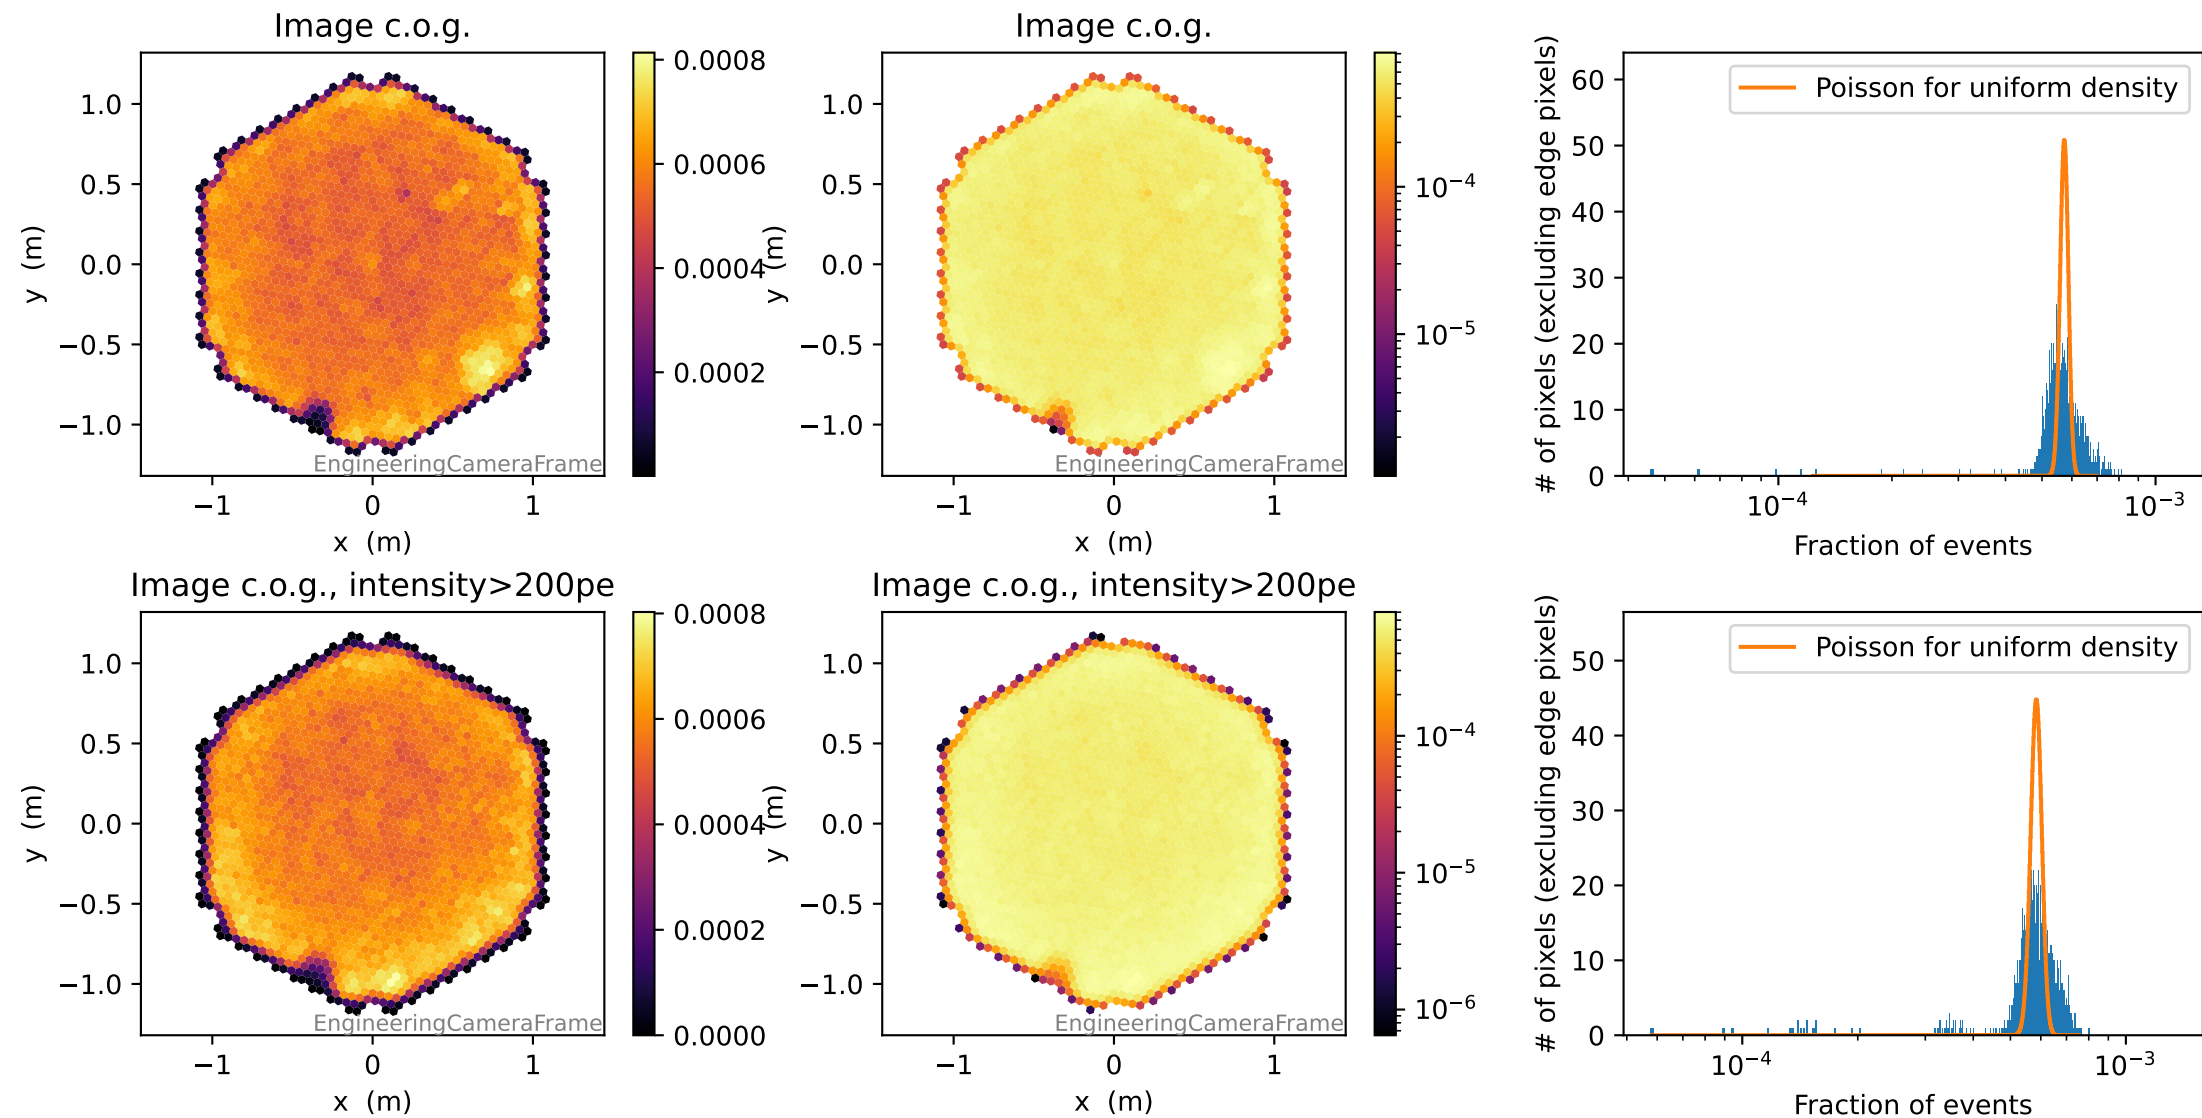 Image c.o.g.
1.0
0.5
0.0
−0.5
−1.0
y (m)
−1
0
1
x (m)
EngineeringCameraFrame
0.0008
0.0006
0.0004
0.0002
Image c.o.g.
1.0
0.5
0.0
−0.5
−1.0
y (m)
−1
0
1
x (m)
EngineeringCameraFrame
10⁻⁴
10⁻⁵
60
50
40
30
20
10
0
# of pixels (excluding edge pixels)
Poisson for uniform density
10⁻⁴
10⁻³
Fraction of events
Image c.o.g., intensity>200pe
1.0
0.5
0.0
−0.5
−1.0
y (m)
−1
0
1
x (m)
EngineeringCameraFrame
0.0008
0.0006
0.0004
0.0002
0.0000
Image c.o.g., intensity>200pe
1.0
0.5
0.0
−0.5
−1.0
y (m)
−1
0
1
x (m)
EngineeringCameraFrame
10⁻⁴
10⁻⁵
10⁻⁶
50
40
30
20
10
0
# of pixels (excluding edge pixels)
Poisson for uniform density
10⁻⁴
10⁻³
Fraction of events